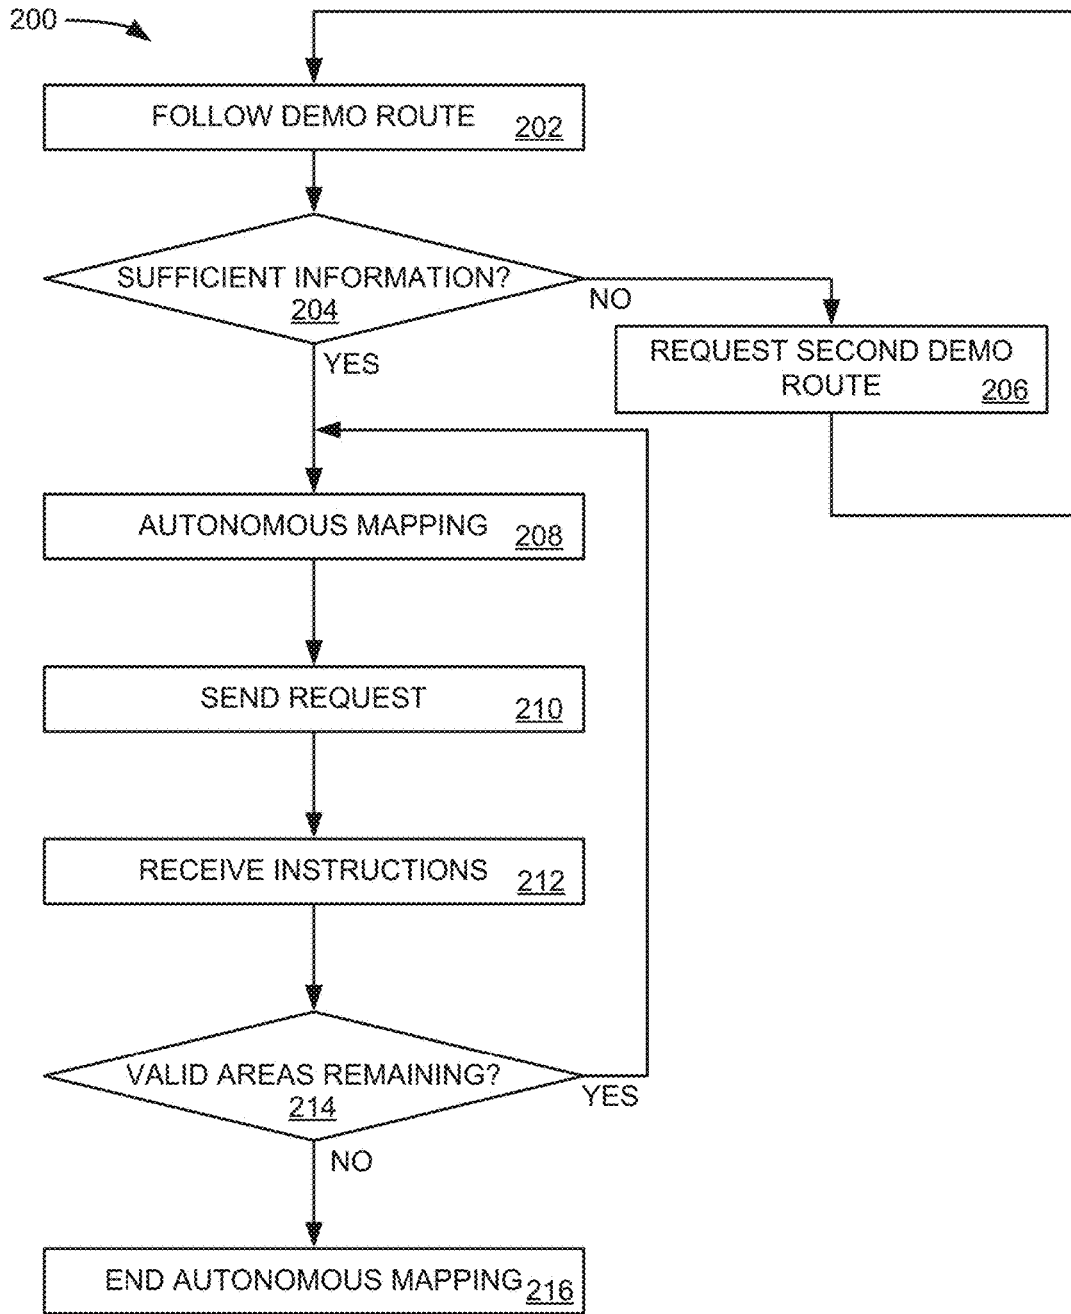 200
FOLLOW DEMO ROUTE
202
SUFFICIENT INFORMATION?
204
NO
YES
REQUEST SECOND DEMO
ROUTE
206
AUTONOMOUS MAPPING
208
SEND REQUEST
210
RECEIVE INSTRUCTIONS
212
VALID AREAS REMAINING?
214
YES
NO
END AUTONOMOUS MAPPING
216